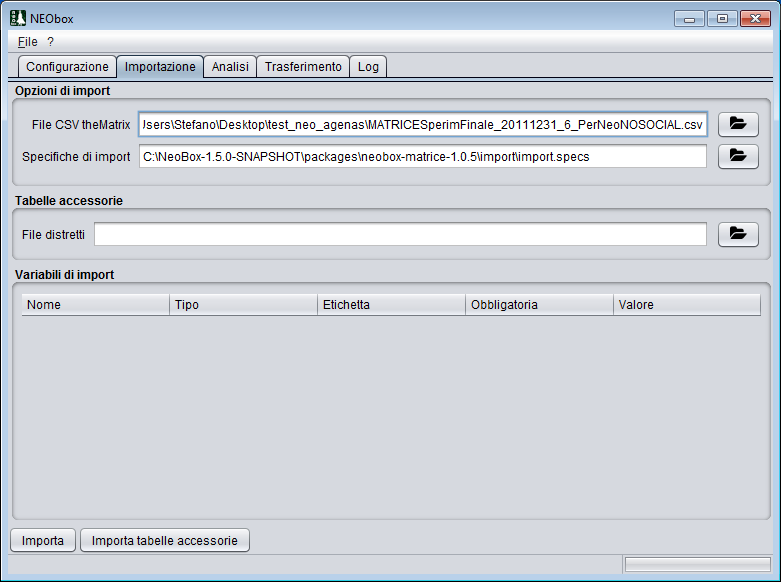 NEObox
File ?
Configurazione Importazione Analisi Trasferimento Log
Opzioni di import
File CSV theMatrix Jsers\Stefano\Desktop\test_neo_agenas\MATRICESperimFinale_20111231_6_PerNeoNOSOCIAL.csv
Specifiche di import C:\NeoBox-1.5.0-SNAPSHOT\packages\neobox-matrice-1.0.5\import\import.specs
Tabelle accessorie
File distretti
Variabili di import
Nome Tipo Etichetta Obbligatoria Valore
Importa Importa tabelle accessorie